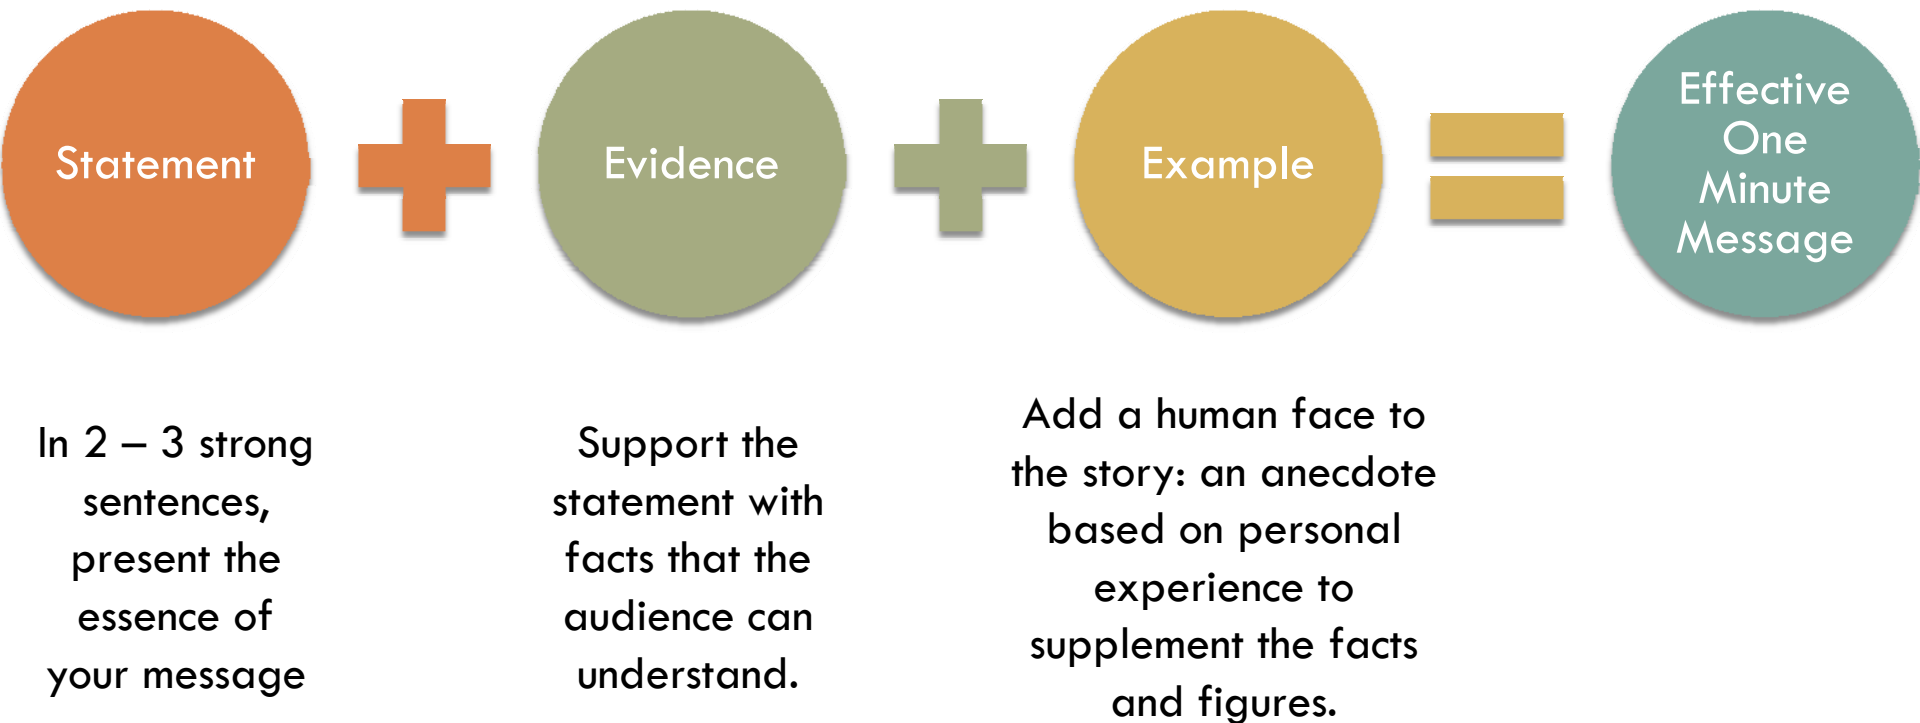 Statement
Evidence
Example
Effective
One
Minute
Message
In 2 – 3 strong
sentences,
present the
essence of
your message
Support the
statement with
facts that the
audience can
understand.
Add a human face to
the story: an anecdote
based on personal
experience to
supplement the facts
and figures.